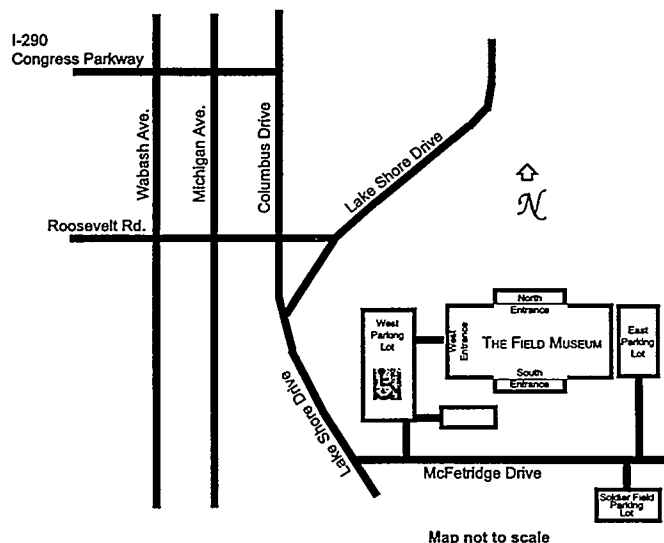 I-290
Congress Parkway
Wabash Ave.
Michigan Ave.
Columbus Drive
Lake Shore Drive
N
Roosevelt Rd.
North
Entrance
West
Parking
Lot
West
Entrance
THE FIELD MUSEUM
East
Parking
Lot
South
Entrance
Lake Shore Drive
McFetridge Drive
Soldier Field
Parking
Lot
Map not to scale